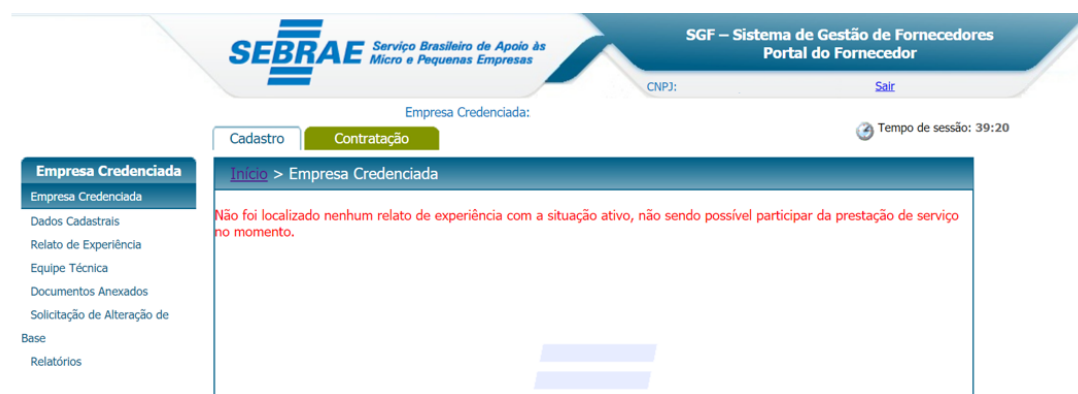 SEBRAE
Serviço Brasileiro de Apoio às
Micro e Pequenas Empresas
SGF – Sistema de Gestão de Fornecedores
Portal do Fornecedor
CNPJ:
Sair
Empresa Credenciada:
Cadastro
Contratação
Tempo de sessão: 39:20
Empresa Credenciada
Empresa Credenciada
Dados Cadastrais
Relato de Experiência
Equipe Técnica
Documentos Anexados
Solicitação de Alteração de
Base
Relatórios
Início > Empresa Credenciada
Não foi localizado nenhum relato de experiência com a situação ativo, não sendo possível participar da prestação de serviço
no momento.